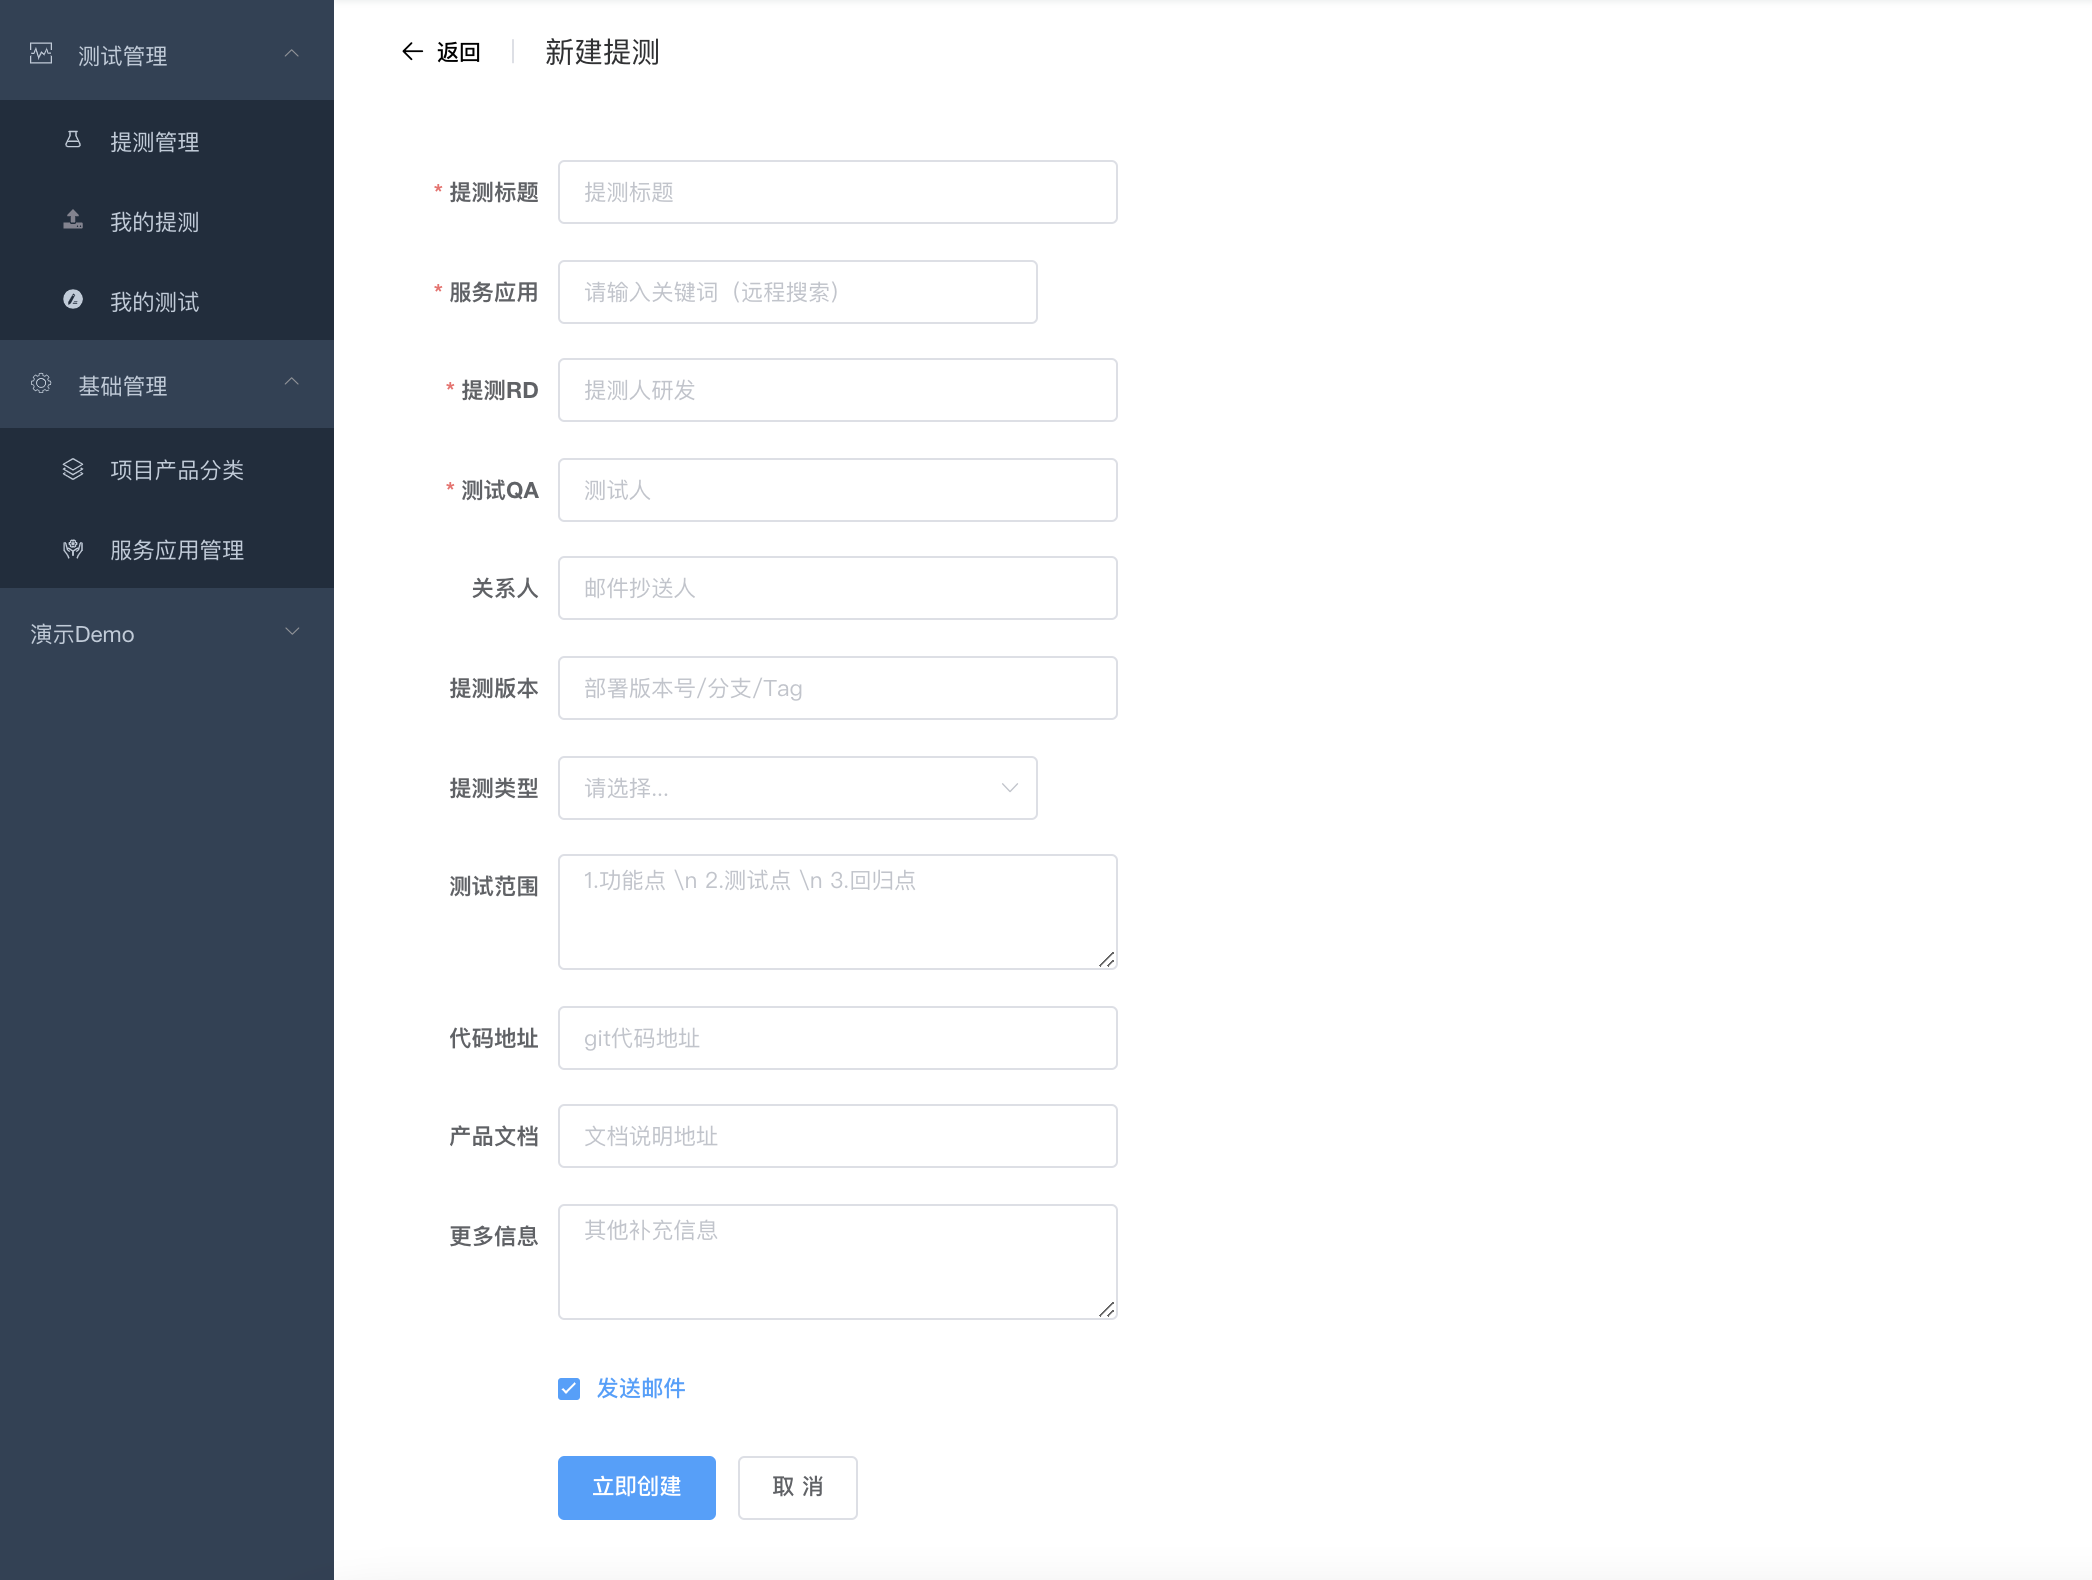 测试管理
提测管理
我的提测
我的测试
基础管理
项目产品分类
服务应用管理
演示Demo
返回 新建提测
* 提测标题 提测标题
* 服务应用 请输入关键词（远程搜索）
* 提测RD 提测人研发
* 测试QA 测试人
关系人 邮件抄送人
提测版本 部署版本号/分支/Tag
提测类型 请选择...
测试范围 1.功能点 \n 2.测试点 \n 3.回归点
代码地址 git代码地址
产品文档 文档说明地址
更多信息 其他补充信息
发送邮件
立即创建 取 消